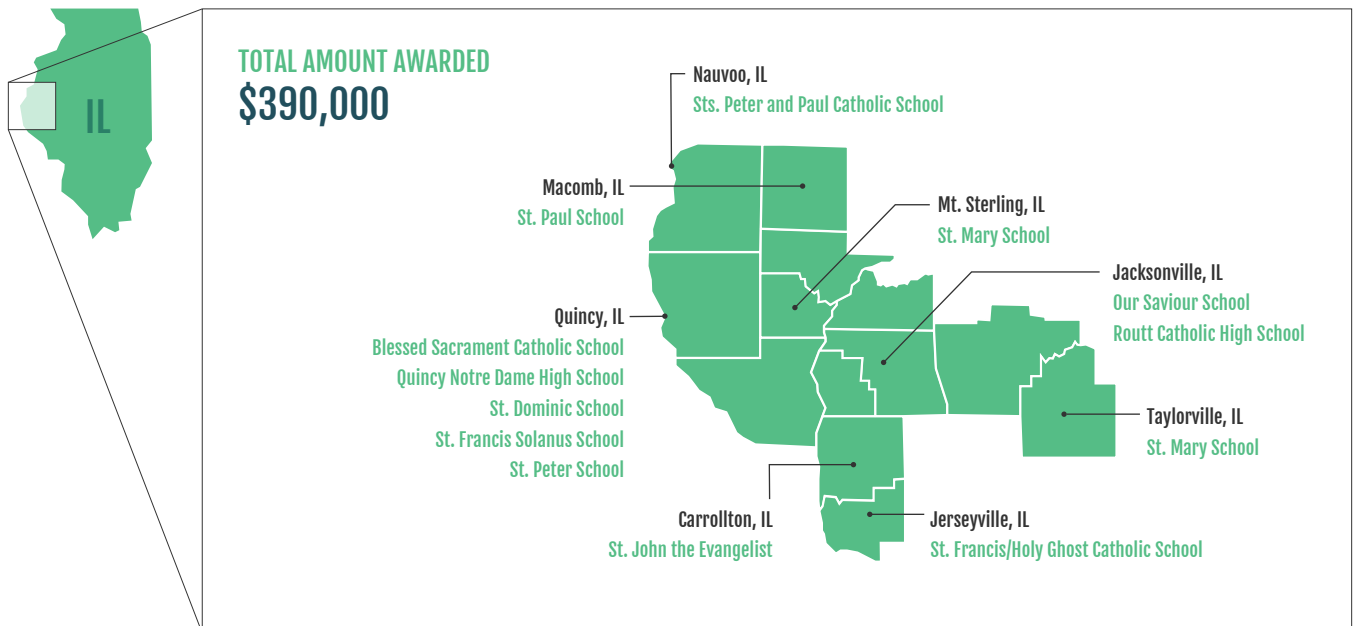 IL
TOTAL AMOUNT AWARDED
$390,000
Nauvoo, IL
Sts. Peter and Paul Catholic School
Macomb, IL
St. Paul School
Mt. Sterling, IL
St. Mary School
Jacksonville, IL
Our Saviour School
Routt Catholic High School
Quincy, IL
Blessed Sacrament Catholic School
Quincy Notre Dame High School
St. Dominic School
St. Francis Solanus School
St. Peter School
Taylorville, IL
St. Mary School
Carrollton, IL
St. John the Evangelist
Jerseyville, IL
St. Francis/Holy Ghost Catholic School